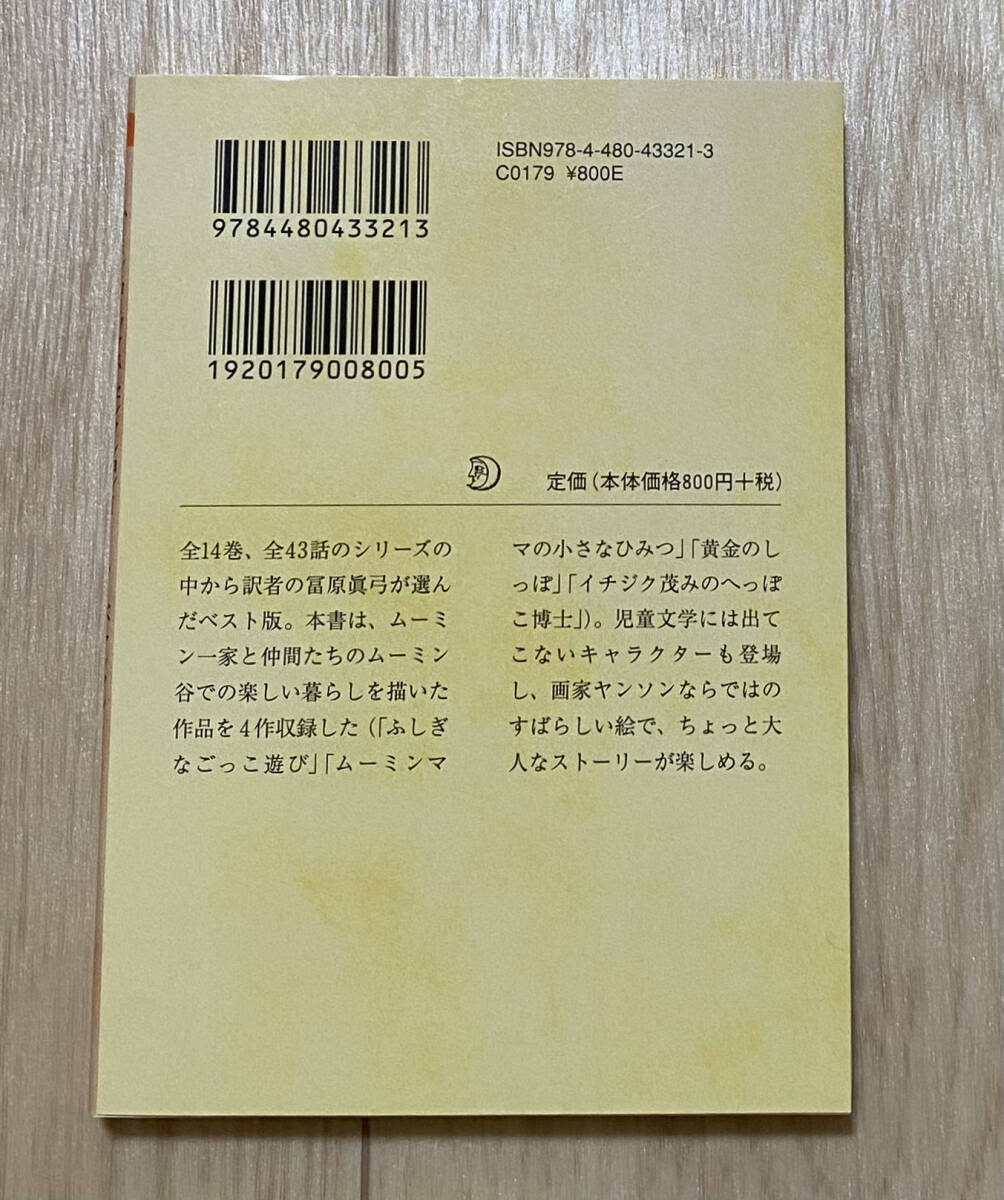 ISBN978-4-480-43321-3
C0179 ¥800E
9784480433213
1920179008005
定価(本体価格800円+税)
全14巻、全43話のシリーズの
中から訳者の冨原眞弓が選ん
だベスト版。本書は、ムーミ
ン一家と仲間たちのムーミン
谷での楽しい暮らしを描いた
作品を4作収録した(「ふしぎ
なごっこ遊び」「ムーミンマ
マの小さなひみつ」「黄金のし
っぽ」「イチジク茂みのへっぽ
こ博士」)。児童文学には出て
こないキャラクターも登場
し、画家ヤンソンならではの
すばらしい絵で、ちょっと大
人なストーリーが楽しめる。